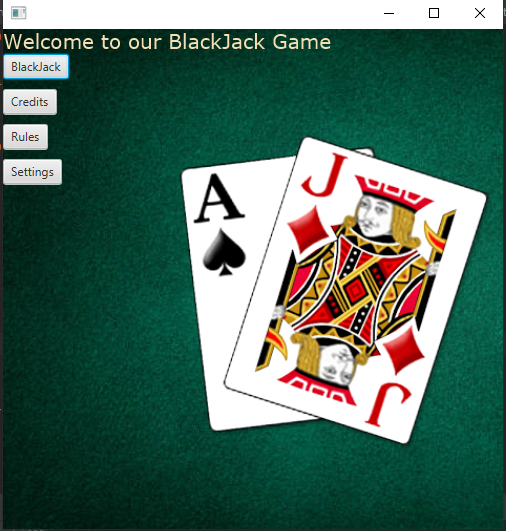 Welcome to our BlackJack Game
BlackJack
Credits
Rules
Settings
A
J
J